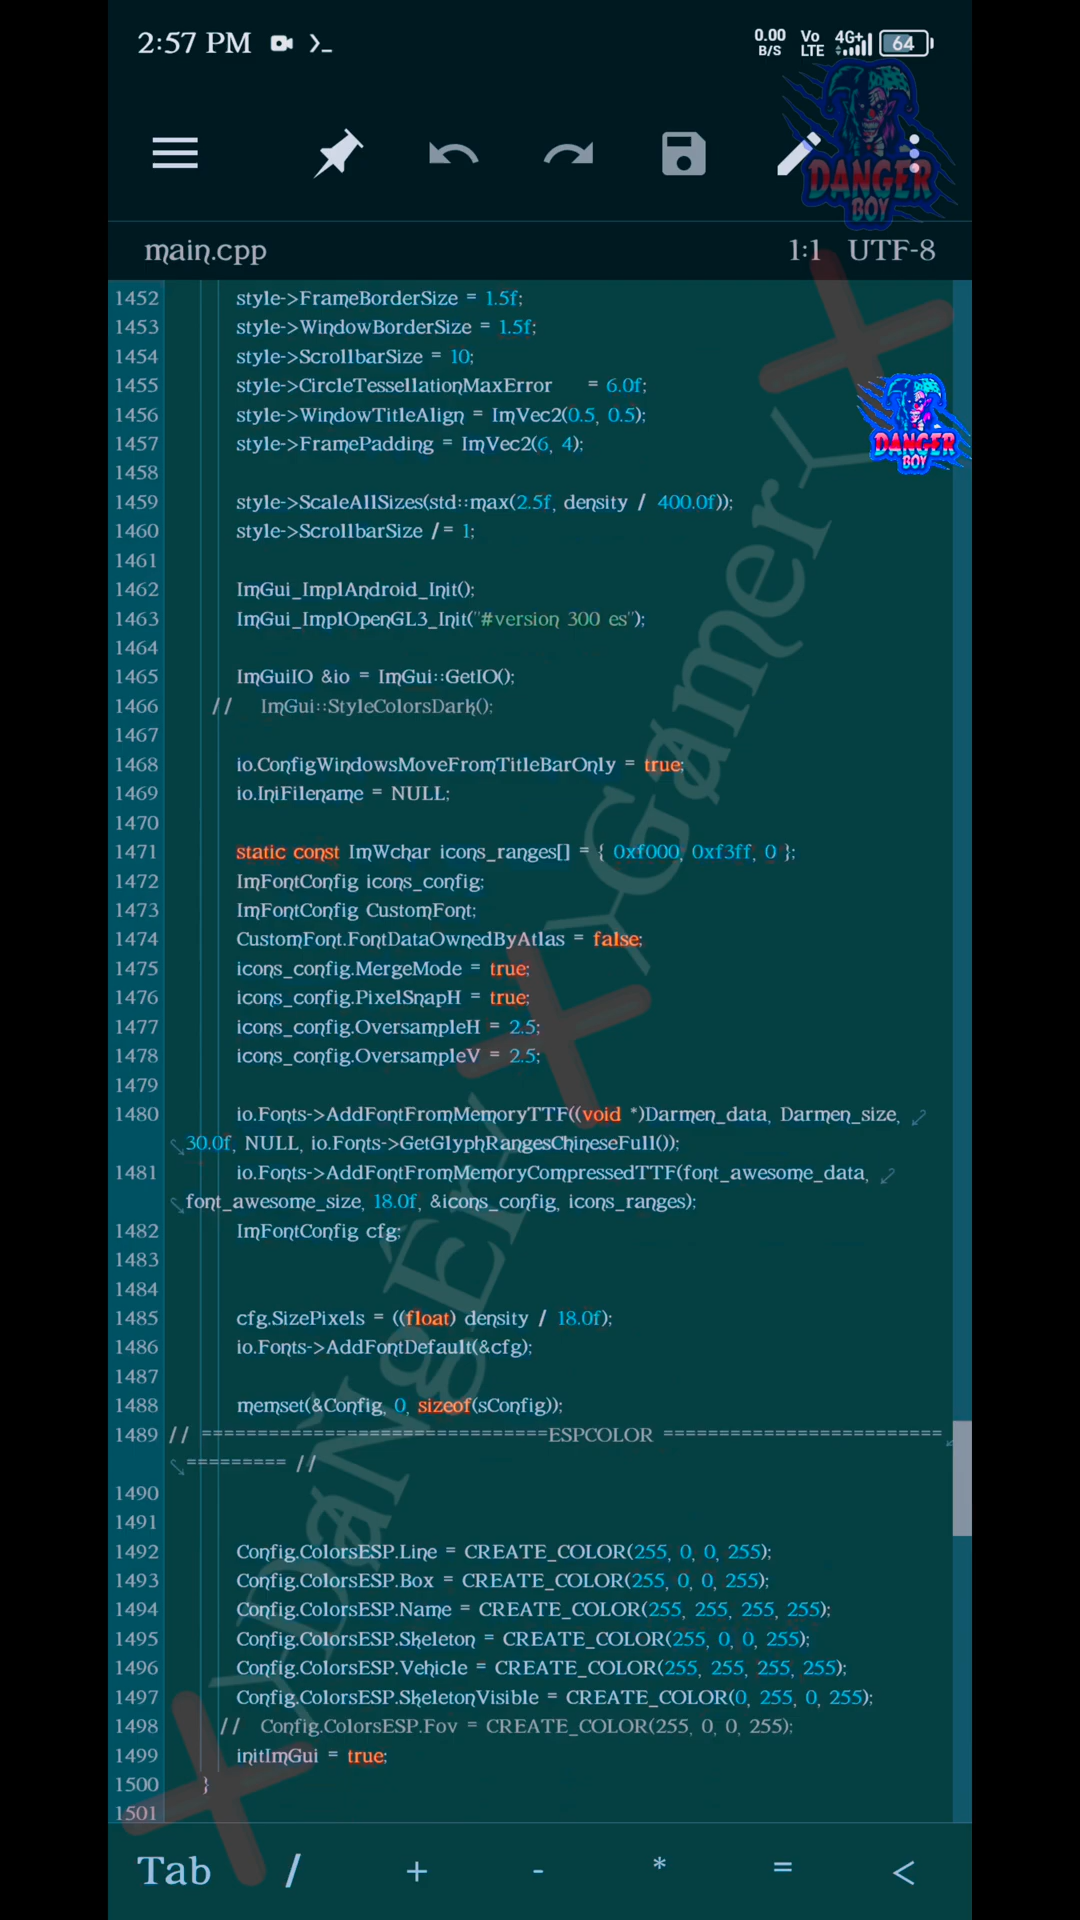 2:57 PM
0.00
B/S
Vo
LTE
4G+
64
DANGER
BOY
main.cpp 1:1 UTF-8
1452 style->FrameBorderSize = 1.5f;
1453 style->WindowBorderSize = 1.5f;
1454 style->ScrollbarSize = 10;
1455 style->CircleTessellationMaxError = 6.0f;
1456 style->WindowTitleAlign = ImVec2(0.5, 0.5);
1457 style->FramePadding = ImVec2(6, 4);
DANGER
BOY
1458
1459 style->ScaleAllSizes(std::max(2.5f, density / 400.0f));
1460 style->ScrollbarSize /= 1;
1461
1462 ImGui_ImplAndroid_Init();
1463 ImGui_ImplOpenGL3_Init("#version 300 es");
1464
1465 ImGuiIO &io = ImGui::GetIO();
1466 // ImGui::StyleColorsDark();
1467
1468 io.ConfigWindowsMoveFromTitleBarOnly = true;
1469 io.IniFilename = NULL;
1470
1471 static const ImWchar icons_ranges[] = { 0xf000, 0xf3ff, 0 };
1472 ImFontConfig icons_config;
1473 ImFontConfig CustomFont;
1474 CustomFont.FontDataOwnedByAtlas = false;
1475 icons_config.MergeMode = true;
1476 icons_config.PixelSnapH = true;
1477 icons_config.OversampleH = 2.5;
1478 icons_config.OversampleV = 2.5;
1479
1480 io.Fonts->AddFontFromMemoryTTF((void *)Darmen_data, Darmen_size,
30.0f, NULL, io.Fonts->GetGlyphRangesChineseFull());
1481 io.Fonts->AddFontFromMemoryCompressedTTF(font_awesome_data,
font_awesome_size, 18.0f, &icons_config, icons_ranges);
1482 ImFontConfig cfg;
1483
1484
1485 cfg.SizePixels = ((float) density / 18.0f);
1486 io.Fonts->AddFontDefault(&cfg);
1487
1488 memset(&Config, 0, sizeof(sConfig));
1489 // ===============================ESPCOLOR =========================
========= //
1490
1491
1492 Config.ColorsESP.Line = CREATE_COLOR(255, 0, 0, 255);
1493 Config.ColorsESP.Box = CREATE_COLOR(255, 0, 0, 255);
1494 Config.ColorsESP.Name = CREATE_COLOR(255, 255, 255, 255);
1495 Config.ColorsESP.Skeleton = CREATE_COLOR(255, 0, 0, 255);
1496 Config.ColorsESP.Vehicle = CREATE_COLOR(255, 255, 255, 255);
1497 Config.ColorsESP.SkeletonVisible = CREATE_COLOR(0, 255, 0, 255);
1498 // Config.ColorsESP.Fov = CREATE_COLOR(255, 0, 0, 255);
1499 initImGui = true;
1500 }
1501
Tab / + - * = <